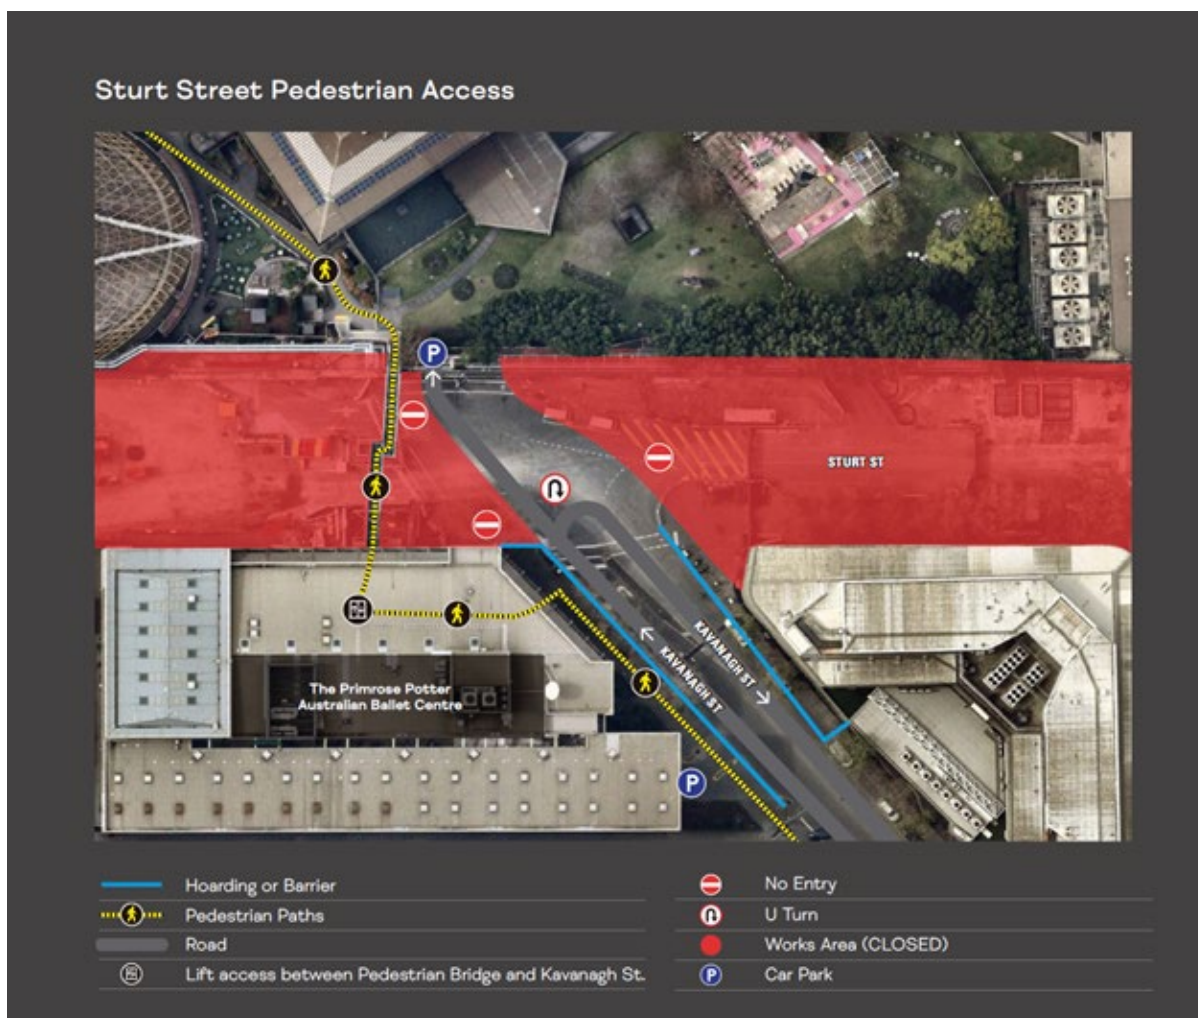 Sturt Street Pedestrian Access
P
STURT ST
KAVANAGH ST
KAVANAGH ST
The Primrose Potter
Australian Ballet Centre
P
Hoarding or Barrier
Pedestrian Paths
Road
Lift access between Pedestrian Bridge and Kavanagh St.
No Entry
U Turn
Works Area (CLOSED)
P
Car Park